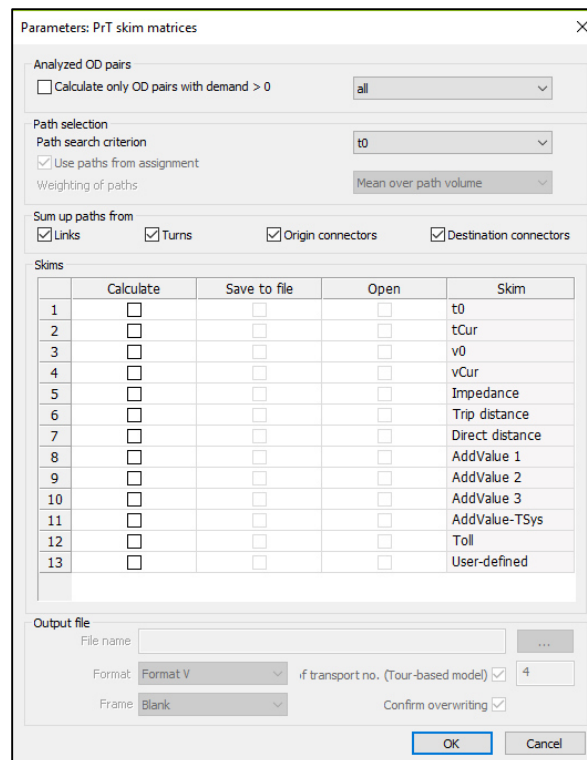 Parameters: PrT skim matrices
Analyzed OD pairs
Calculate only OD pairs with demand > 0 all
Path selection
Path search criterion t0
Use paths from assignment
Weighting of paths Mean over path volume
Sum up paths from
Links Turns Origin connectors Destination connectors
Skims
Calculate Save to file Open Skim
1 t0
2 tCur
3 v0
4 vCur
5 Impedance
6 Trip distance
7 Direct distance
8 AddValue 1
9 AddValue 2
10 AddValue 3
11 AddValue-TSys
12 Toll
13 User-defined
Output file
File name ...
Format Format V f transport no. (Tour-based model) 4
Frame Blank Confirm overwriting
OK Cancel